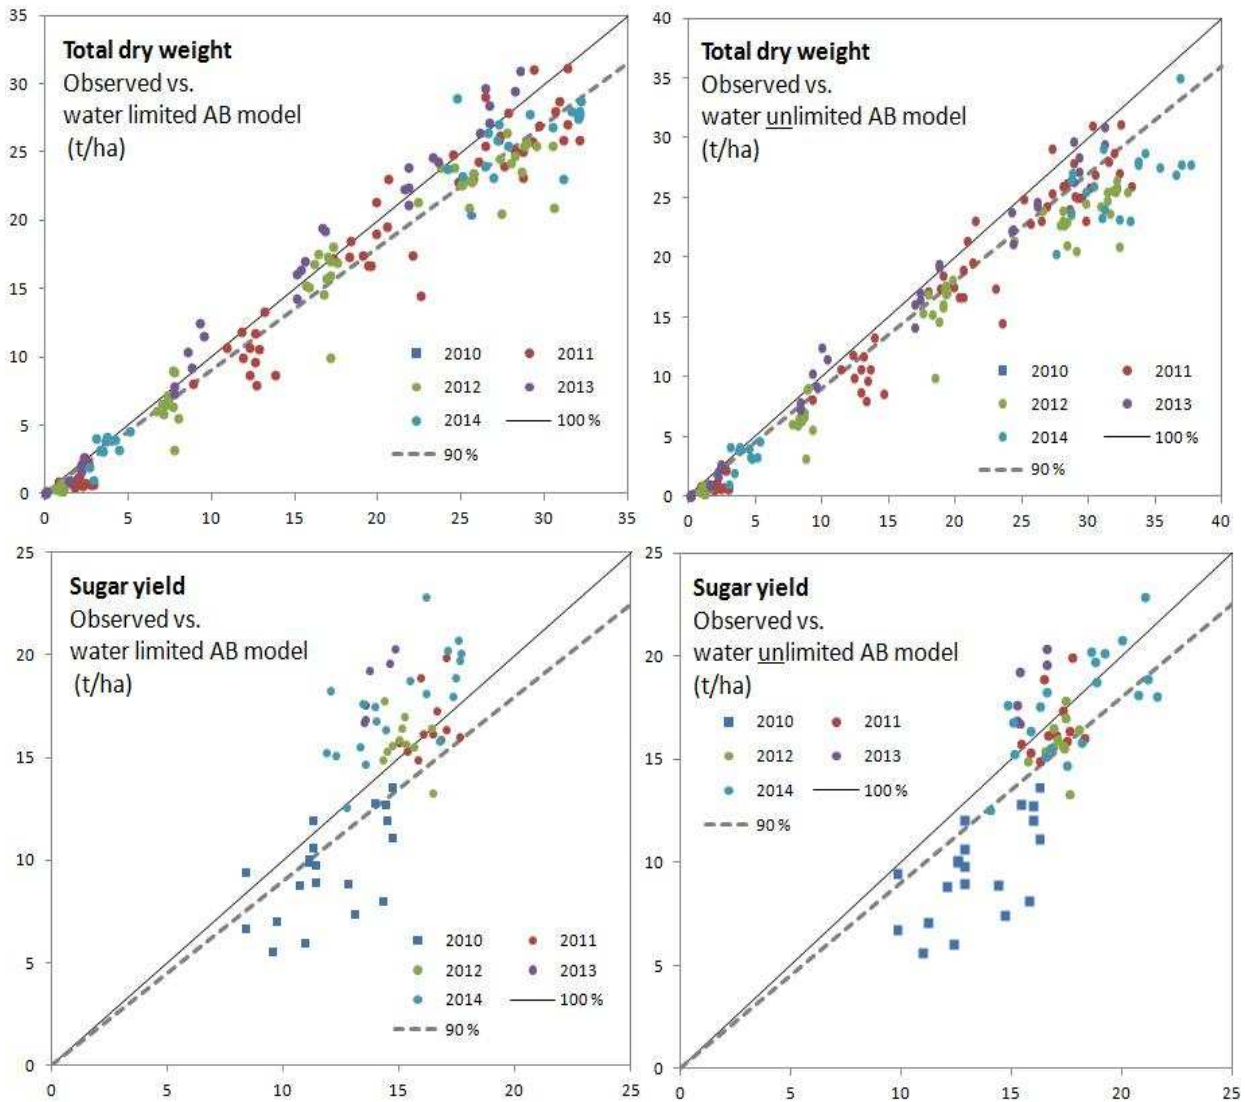 Total dry weight
Observed vs.
water limited AB model
(t/ha)
35
30
25
20
15
10
5
0
0 5 10 15 20 25 30 35
2010 2011
2012 2013
2014 100 %
90 %
Total dry weight
Observed vs.
water unlimited AB model
(t/ha)
40
35
30
25
20
15
10
5
0
0 5 10 15 20 25 30 35 40
2010 2011
2012 2013
2014 100 %
90 %
Sugar yield
Observed vs.
water limited AB model
(t/ha)
25
20
15
10
5
0
0 5 10 15 20 25
2010 2011
2012 2013
2014 100 %
90 %
Sugar yield
Observed vs.
water unlimited AB model
(t/ha)
25
20
15
10
5
0
0 5 10 15 20 25
2010 2011
2012 2013
2014 100 %
90 %